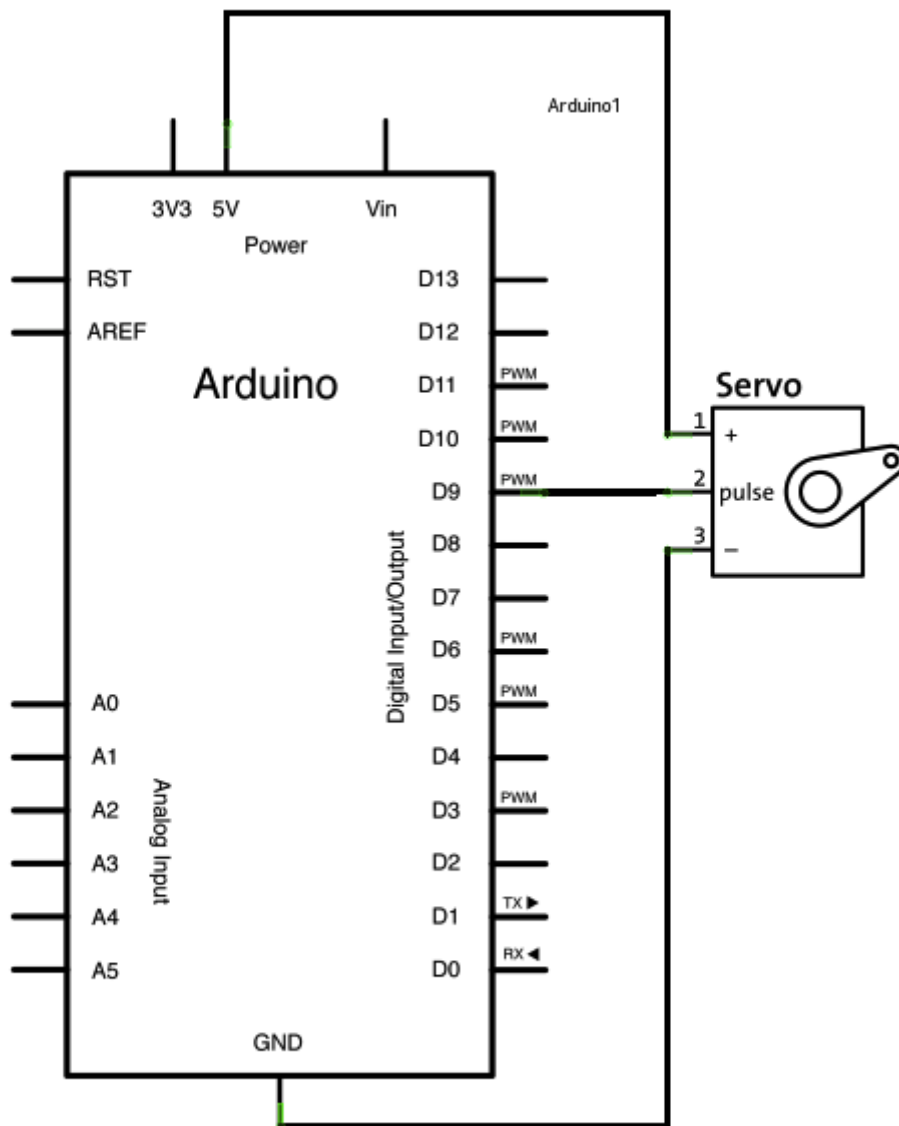 Arduino1
3V3 5V Vin
Power
RST D13
AREF D12
Arduino
D11 PWM
D10 PWM
D9 PWM
D8
D7
D6 PWM
D5 PWM
D4
D3 PWM
D2
D1 TX
D0 RX
Digital Input/Output
A0
A1
A2
A3
A4
A5
Analog Input
GND
Servo
1 +
2 pulse
3 −